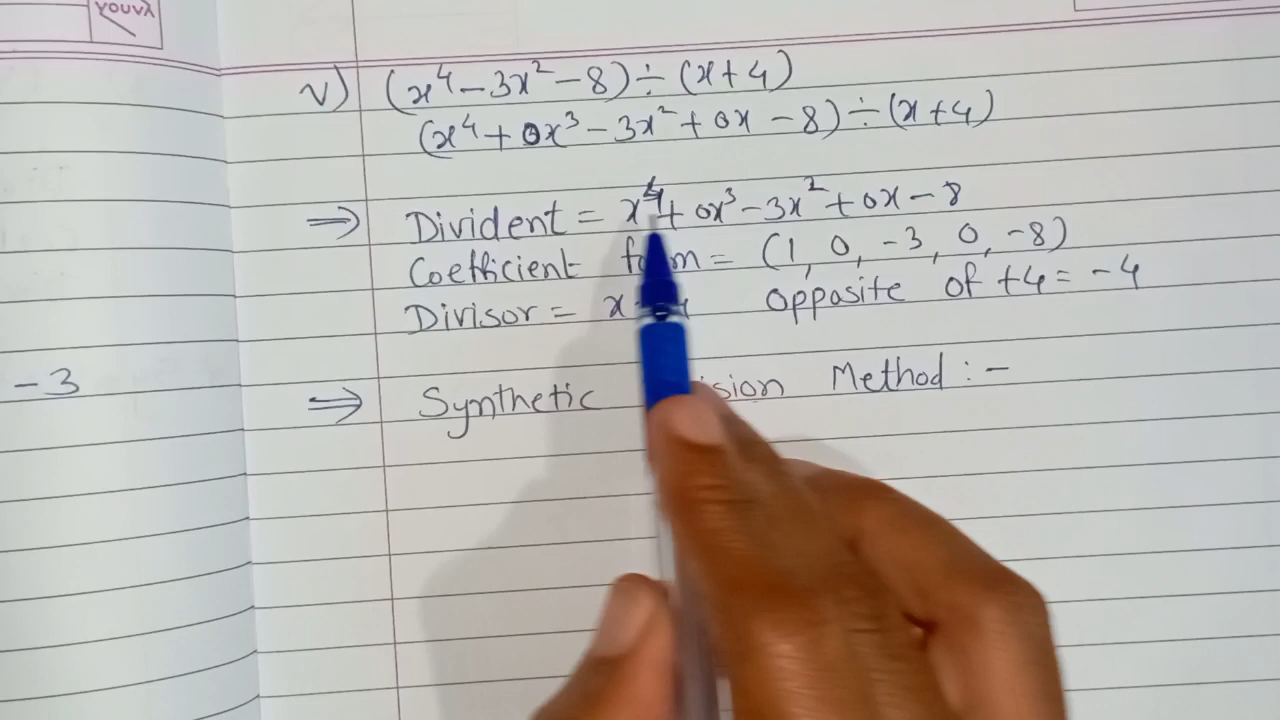 YOUVA
v) (x⁴ - 3x² - 8) ÷ (x + 4)
(x⁴ + 0x³ - 3x² + 0x - 8) ÷ (x + 4)
⇒ Divident = x⁴ + 0x³ - 3x² + 0x - 8
Coefficient = (1, 0, -3, 0, -8)
Divisor = x opposite of +4 = -4
-3
⇒ Synthetic Method :-